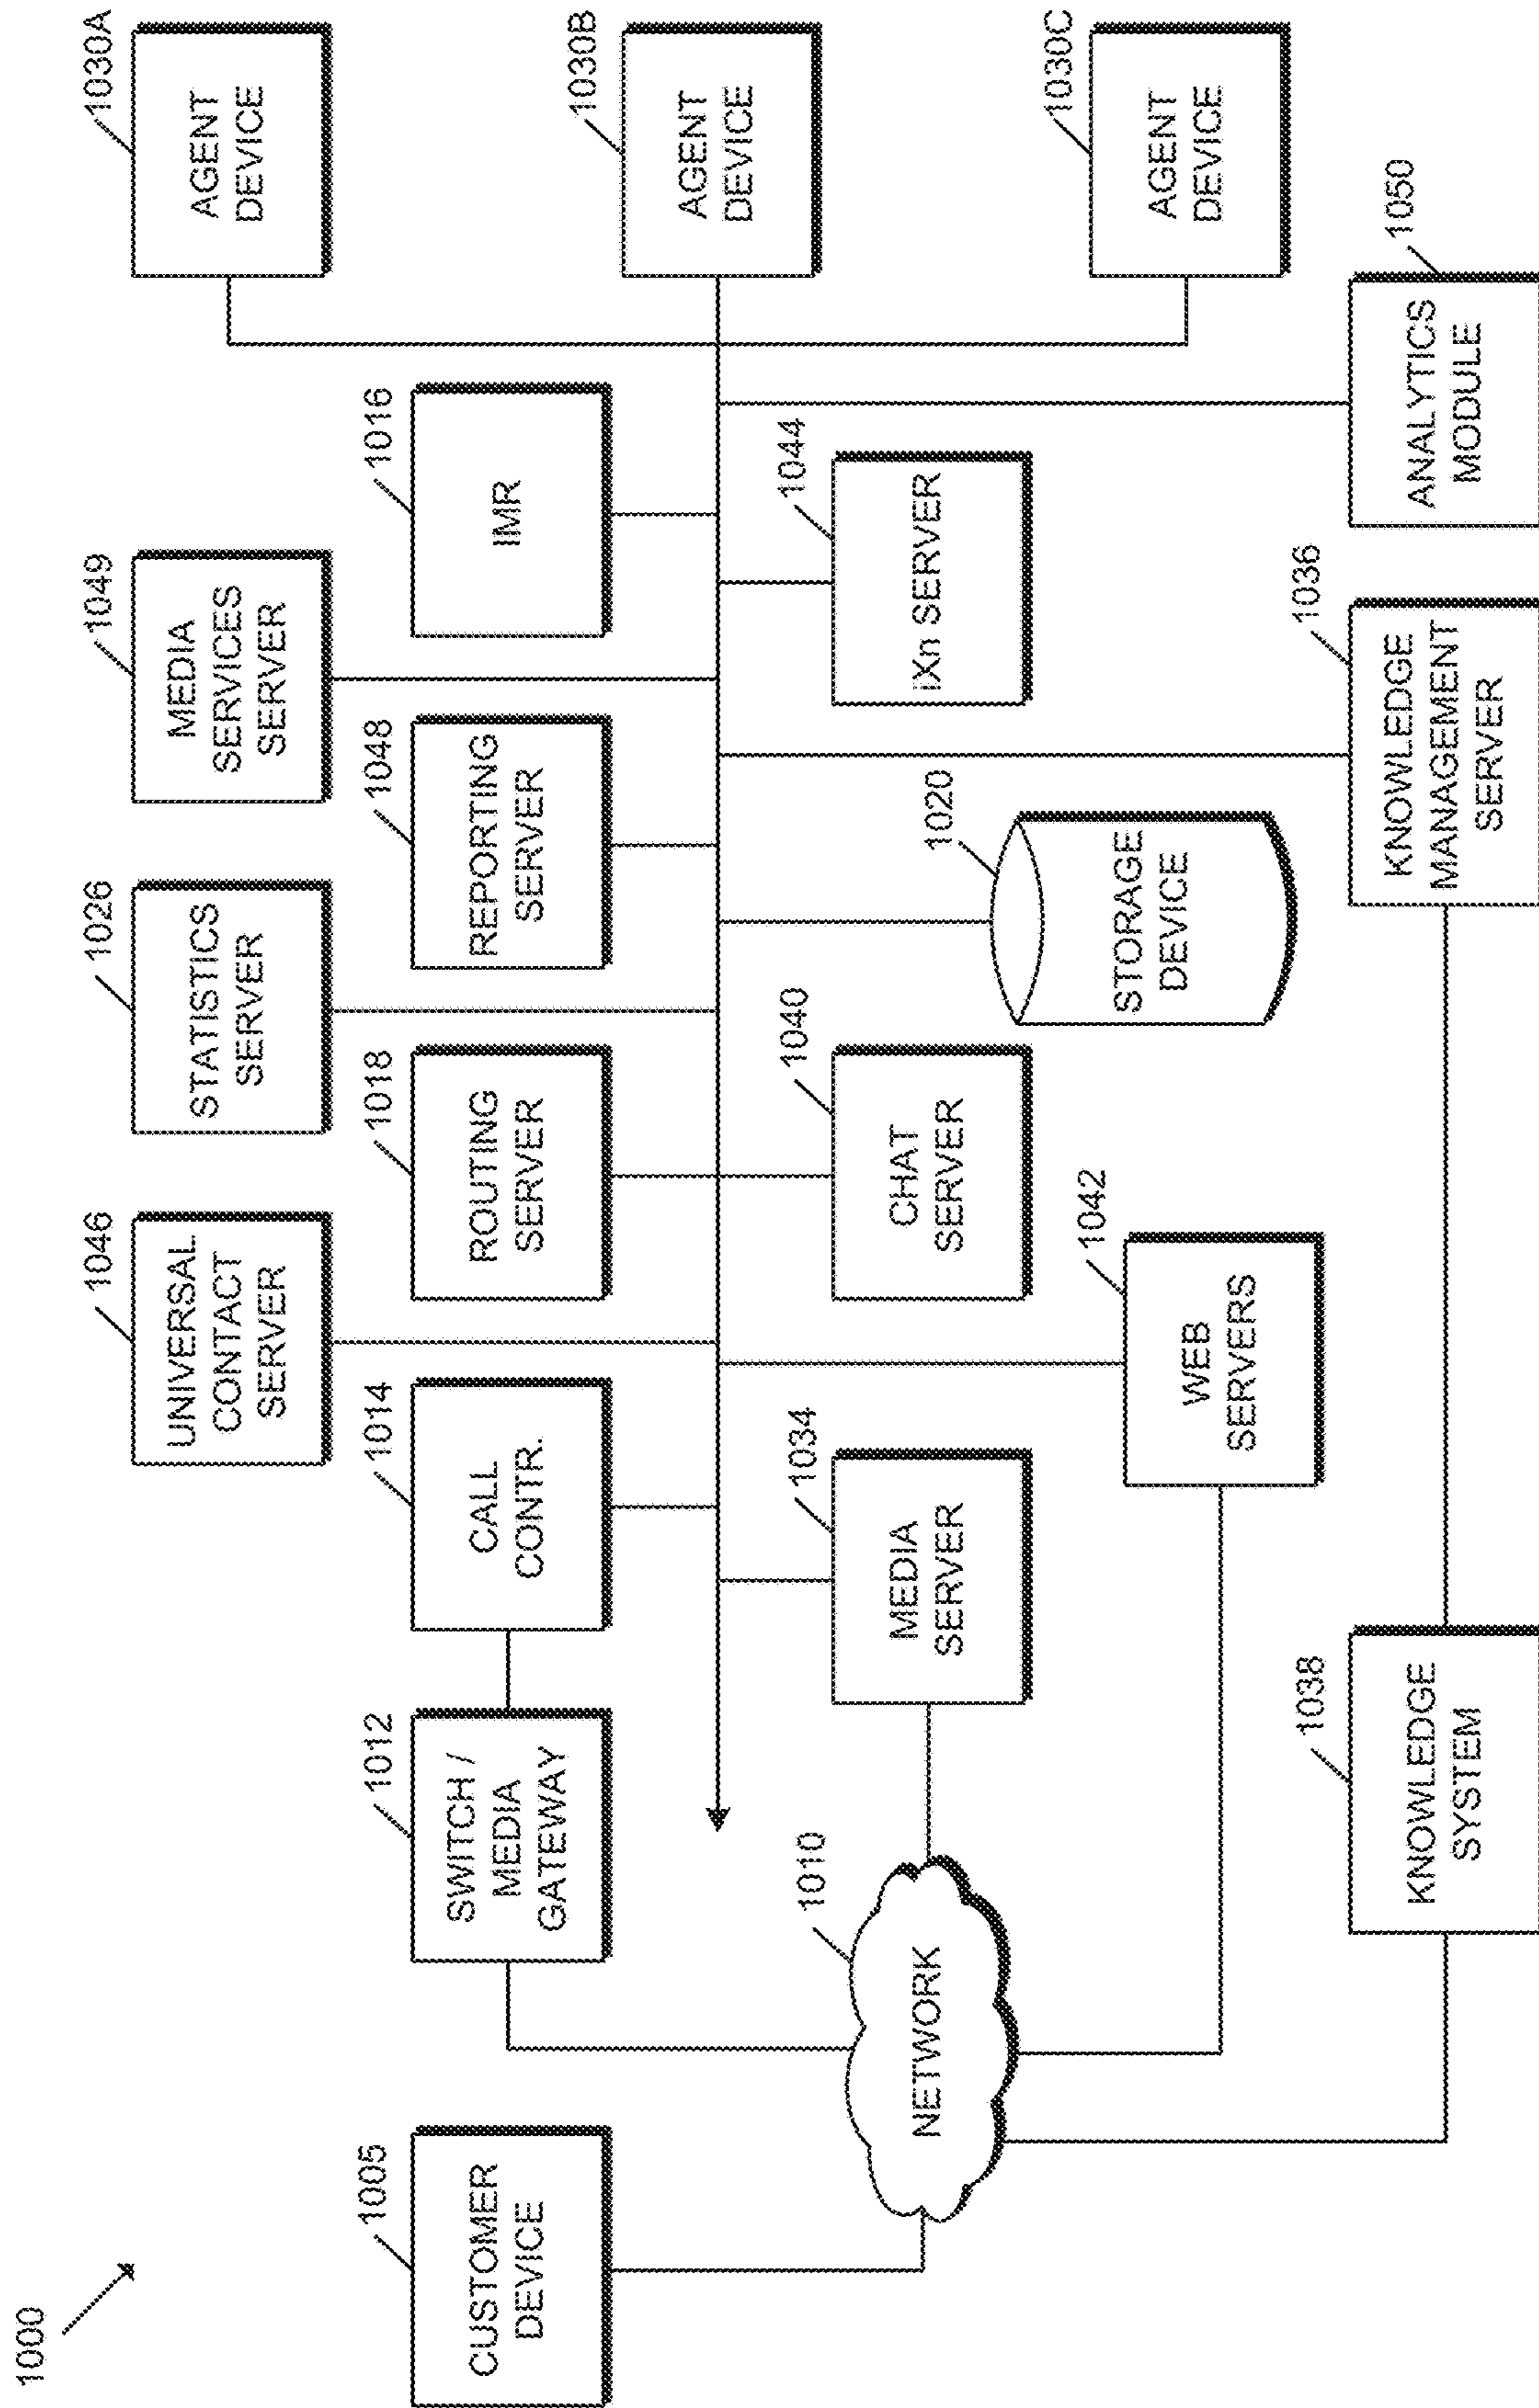 1000
1005
CUSTOMER
DEVICE
1012
SWITCH /
MEDIA
GATEWAY
1014
CALL
CONTR.
1046
UNIVERSAL
CONTACT
SERVER
1018
ROUTING
SERVER
1026
STATISTICS
SERVER
1048
REPORTING
SERVER
1049
MEDIA
SERVICES
SERVER
1016
IMR
1030A
AGENT
DEVICE
1030B
AGENT
DEVICE
1030C
AGENT
DEVICE
1010
NETWORK
1034
MEDIA
SERVER
1042
WEB
SERVERS
1040
CHAT
SERVER
1020
STORAGE
DEVICE
1044
iXn SERVER
1038
KNOWLEDGE
SYSTEM
1036
KNOWLEDGE
MANAGEMENT
SERVER
1050
ANALYTICS
MODULE